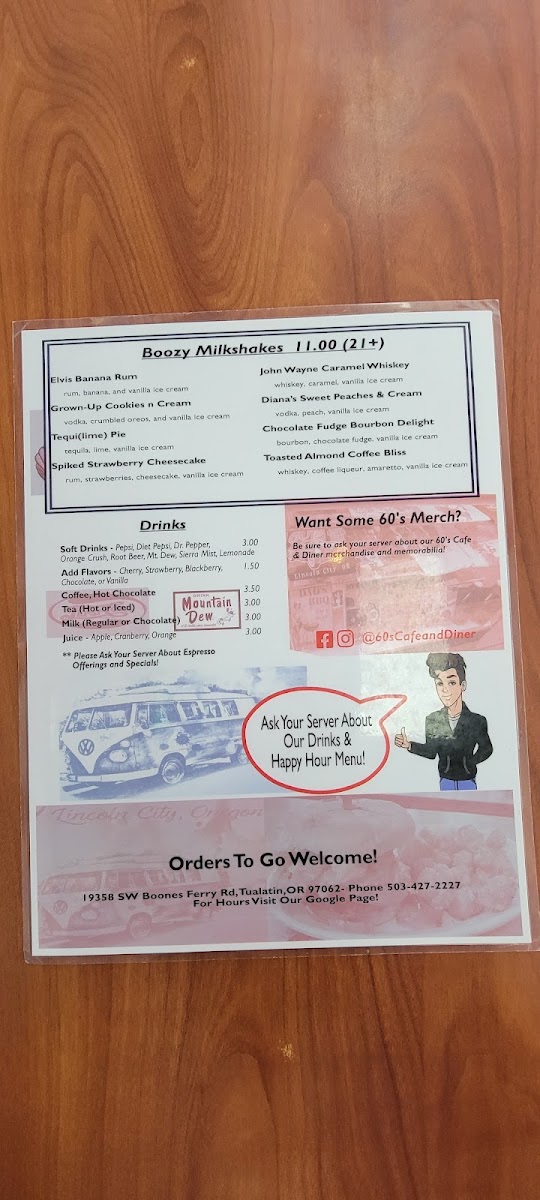 Boozy Milkshakes 11.00 (21+)
Elvis Banana Rum
rum, banana, and vanilla ice cream
Grown-Up Cookies n Cream
vodka, crumbled oreos, and vanilla ice cream
Tequi(lime) Pie
tequila, lime, vanilla ice cream
Spiked Strawberry Cheesecake
rum, strawberries, cheesecake, vanilla ice cream
John Wayne Caramel Whiskey
whiskey, caramel, vanilla ice cream
Diana's Sweet Peaches & Cream
vodka, peach, vanilla ice cream
Chocolate Fudge Bourbon Delight
bourbon, chocolate fudge, vanilla ice cream
Toasted Almond Coffee Bliss
whiskey, coffee liqueur, amaretto, vanilla ice cream
Drinks
Soft Drinks - Pepsi, Diet Pepsi, Dr. Pepper, 3.00
Orange Crush, Root Beer, Mt. Dew, Sierra Mist, Lemonade
Add Flavors - Cherry, Strawberry, Blackberry, 1.50
Chocolate, or Vanilla
Coffee, Hot Chocolate 3.50
Tea (Hot or Iced) 3.00
Milk (Regular or Chocolate) 3.00
Juice - Apple, Cranberry, Orange 3.00
Mountain
Dew
** Please Ask Your Server About Espresso
Offerings and Specials!
Want Some 60's Merch?
Be sure to ask your server about our 60's Cafe
& Diner merchandise and memorabilia!
Lincoln City, OR
@60sCafeandDiner
Ask Your Server About
Our Drinks &
Happy Hour Menu!
Lincoln City, Oregon
Orders To Go Welcome!
19358 SW Boones Ferry Rd, Tualatin, OR 97062- Phone 503-427-2227
For Hours Visit Our Google Page!